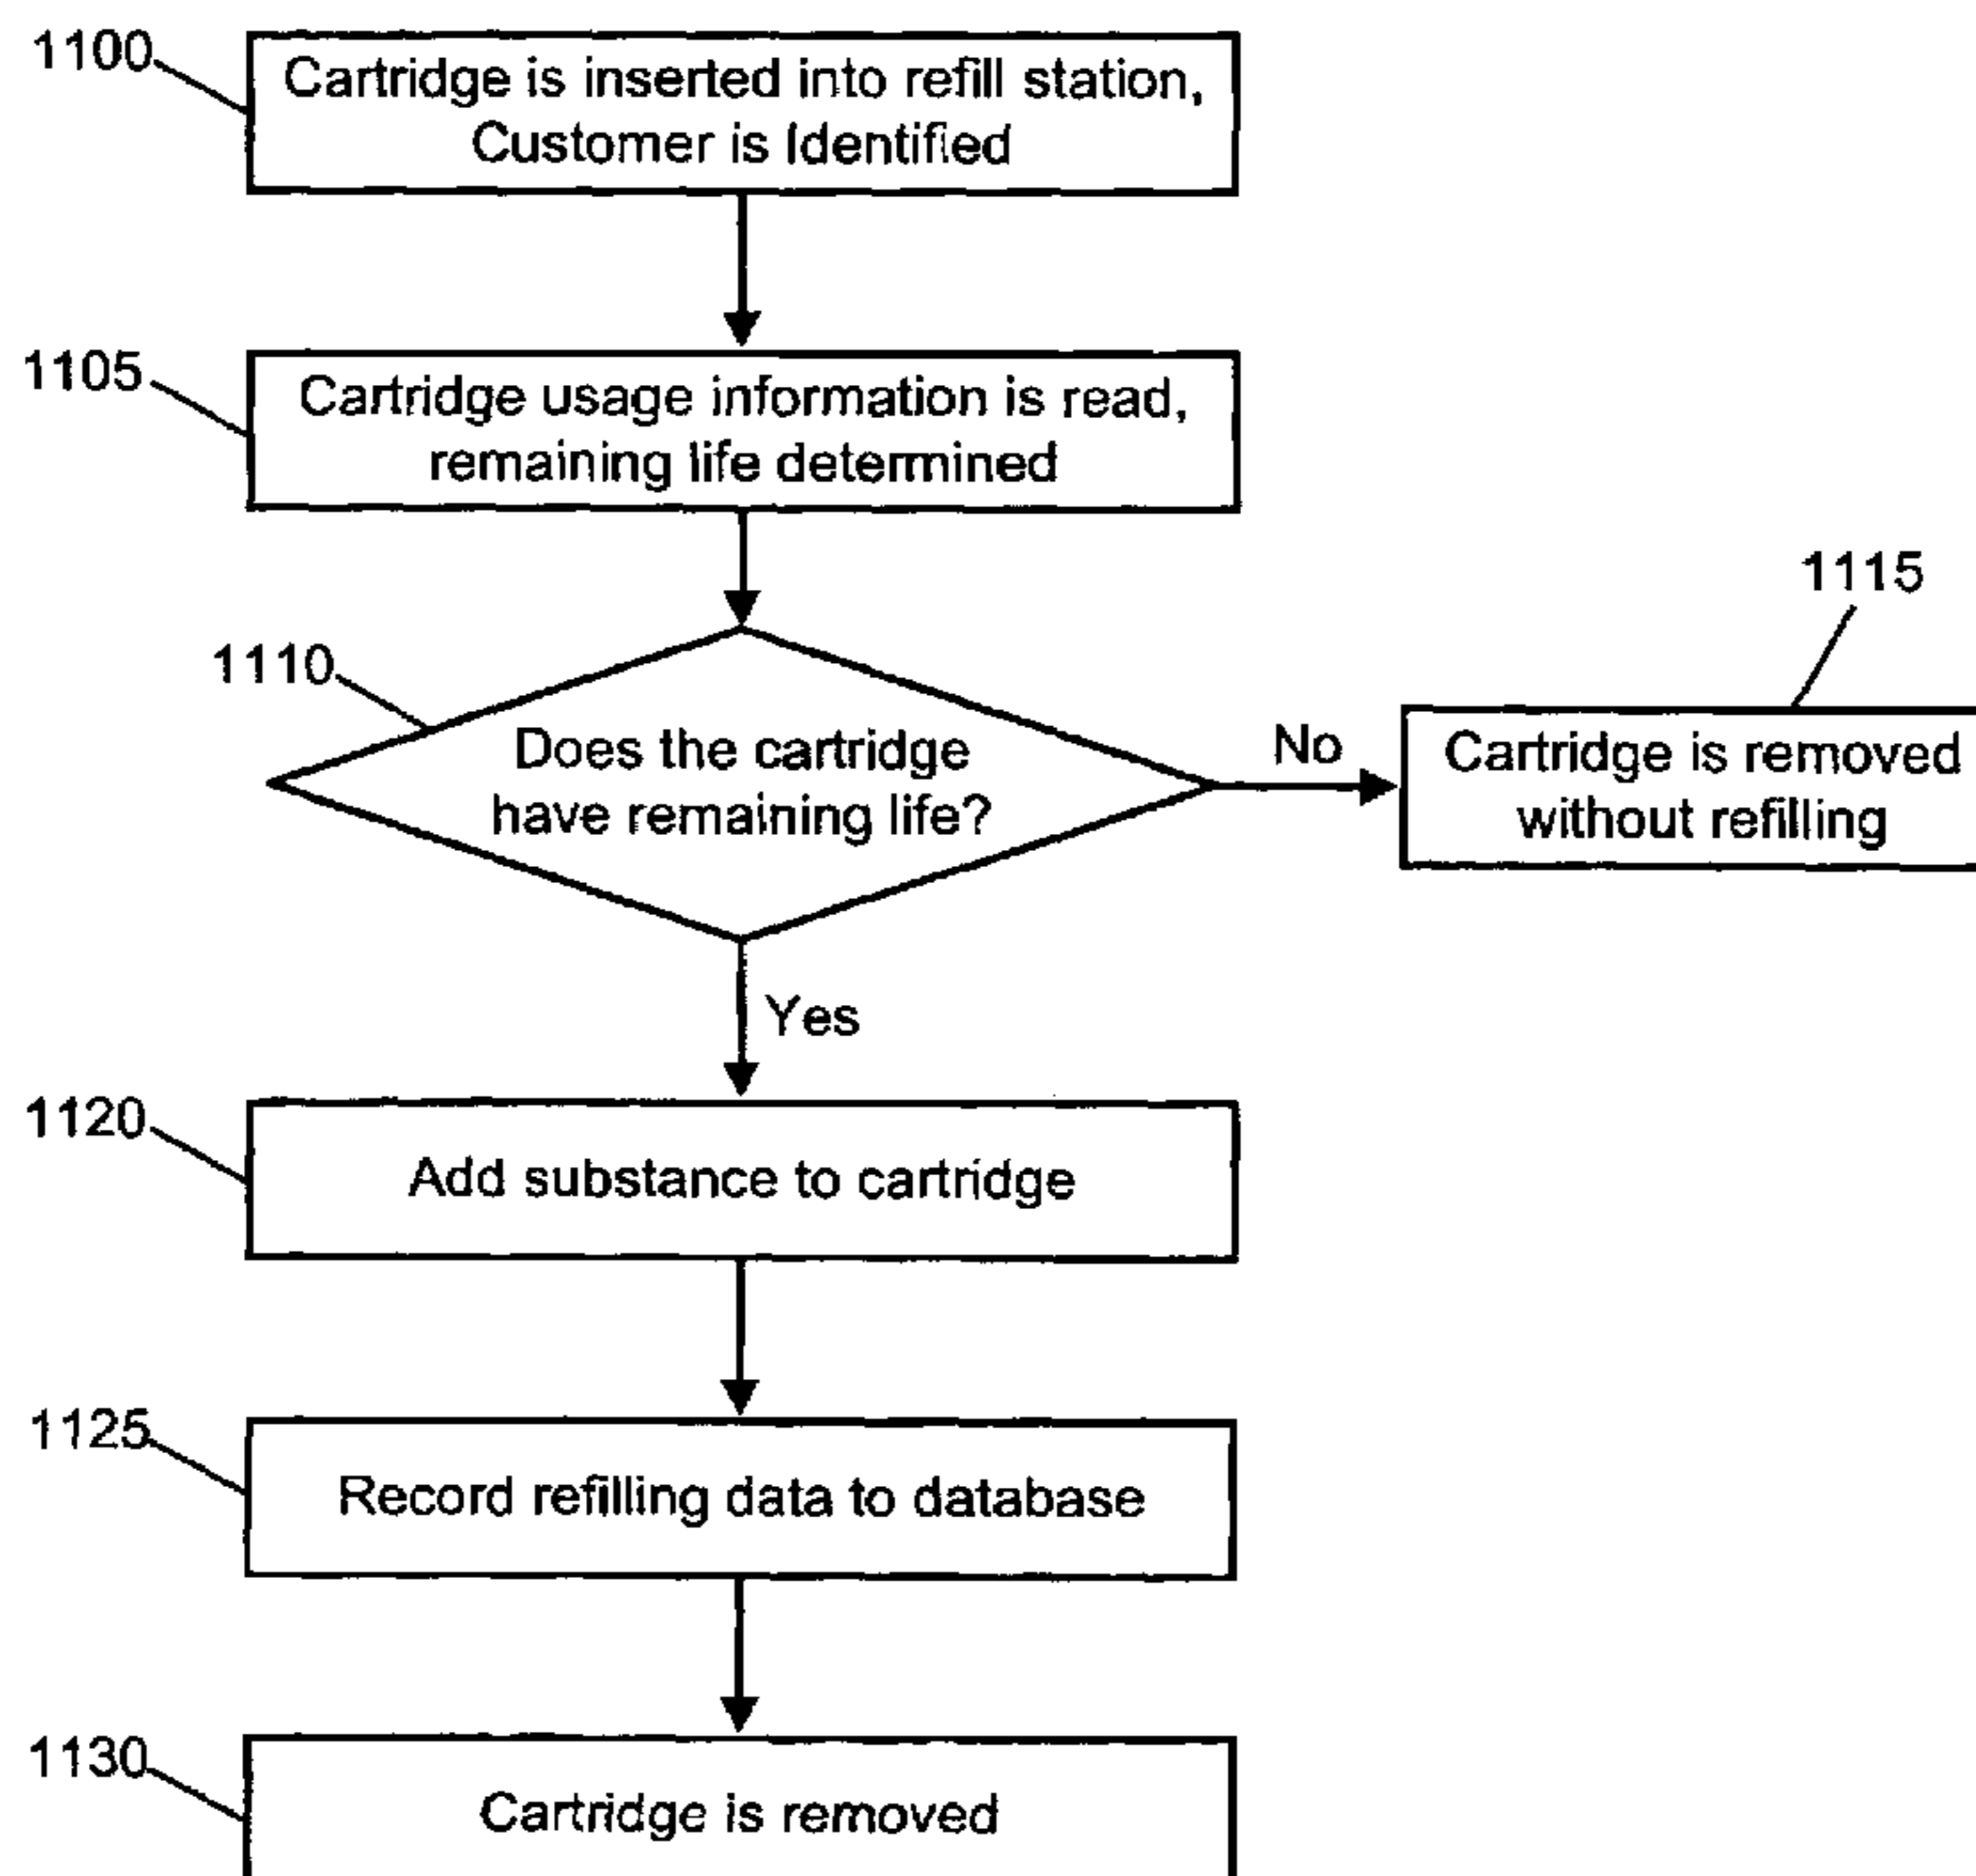 1100
Cartridge is inserted into refill station,
Customer is Identified
1105
Cartridge usage information is read,
remaining life determined
1110
Does the cartridge
have remaining life?
No
1115
Cartridge is removed
without refilling
Yes
1120
Add substance to cartridge
1125
Record refilling data to database
1130
Cartridge is removed